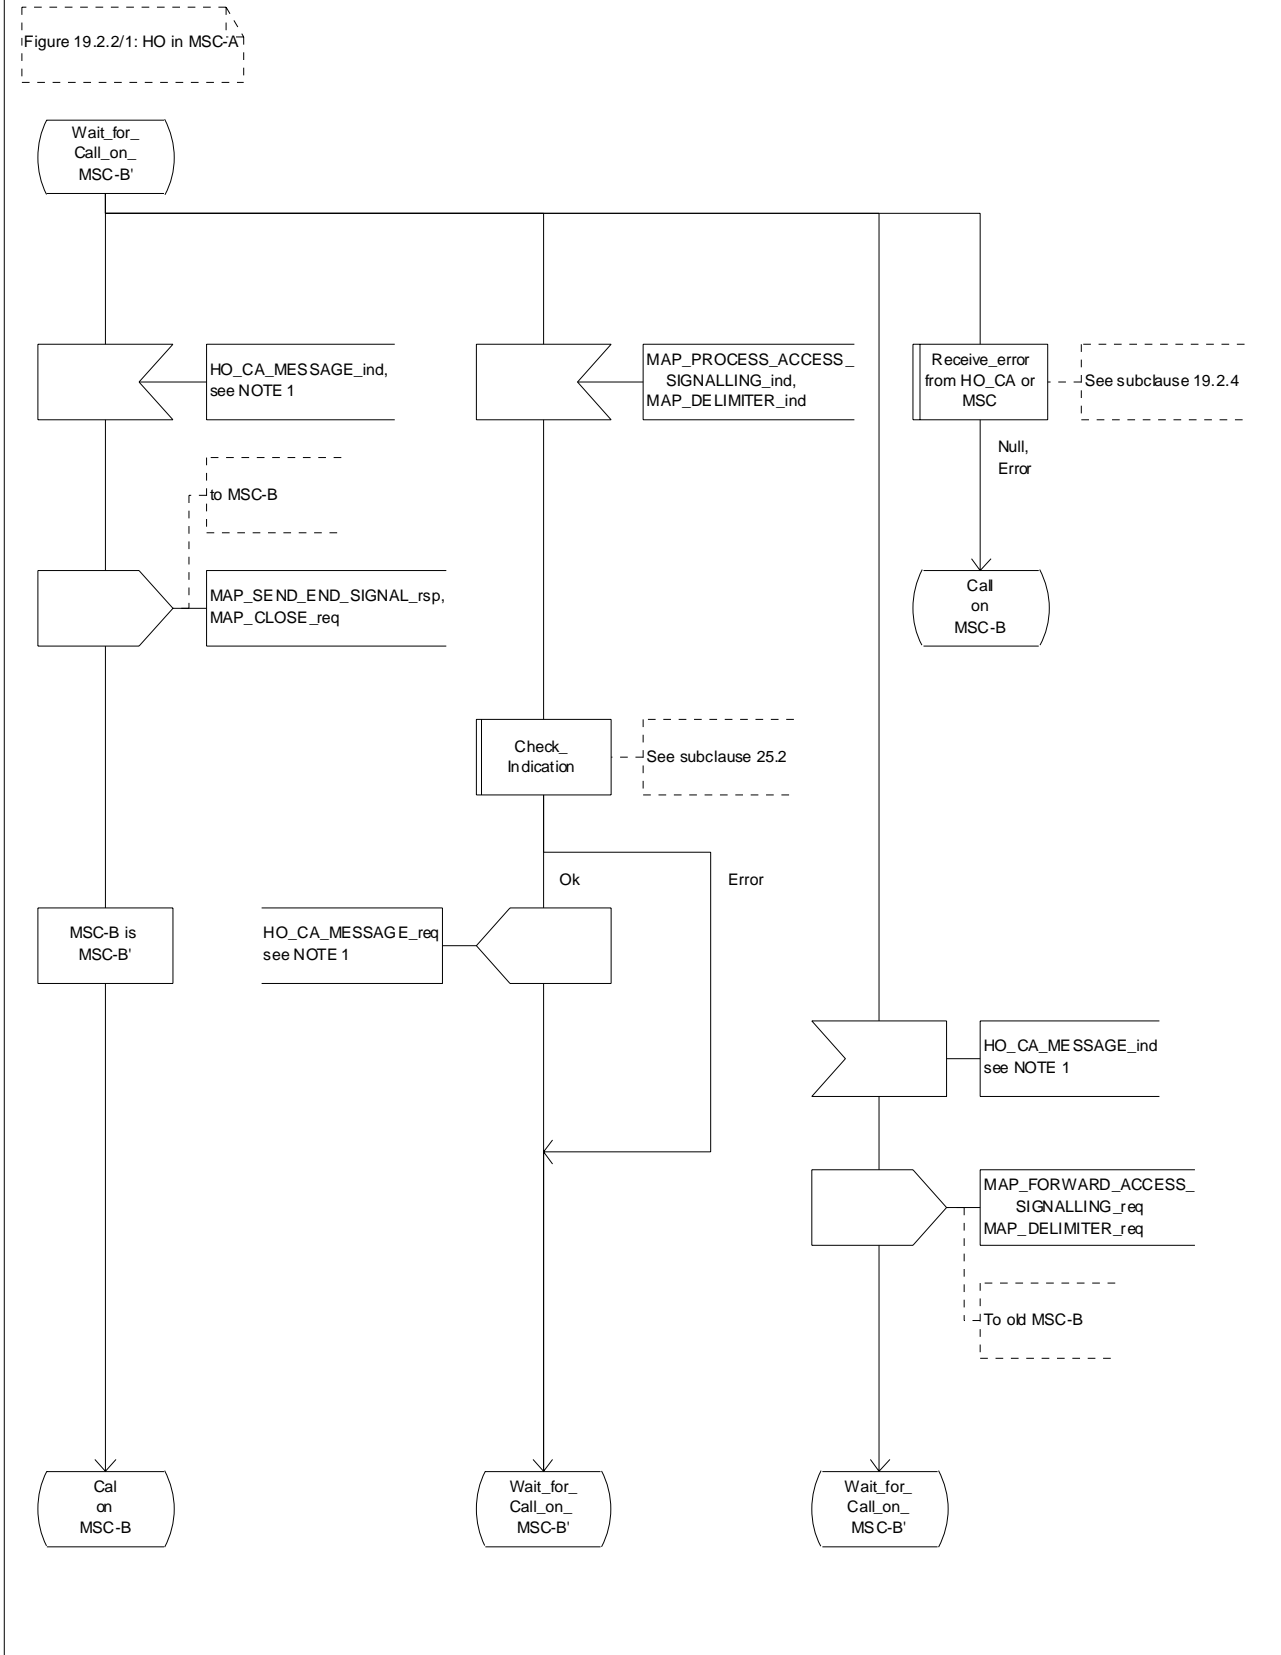 Figure 19.2.2/1: HO in MSC-A
Wait_for_
Call_on_
MSC-B'
HO_CA_MESSAGE_ind,
see NOTE 1
MAP_PROCESS_ACCESS_
SIGNALLING_ind,
MAP_DELIMITER_ind
Receive_error
from HO_CA or
MSC
See subclause 19.2.4
Null,
Error
to MSC-B
MAP_SEND_END_SIGNAL_rsp,
MAP_CLOSE_req
Call
on
MSC-B
Check_
Indication
See subclause 25.2
Ok
Error
MSC-B is
MSC-B'
HO_CA_MESSAGE_req
see NOTE 1
HO_CA_MESSAGE_ind
see NOTE 1
MAP_FORWARD_ACCESS_
SIGNALLING_req
MAP_DELIMITER_req
To old MSC-B
Cal
on
MSC-B
Wait_for_
Call_on_
MSC-B'
Wait_for_
Call_on_
MSC-B'